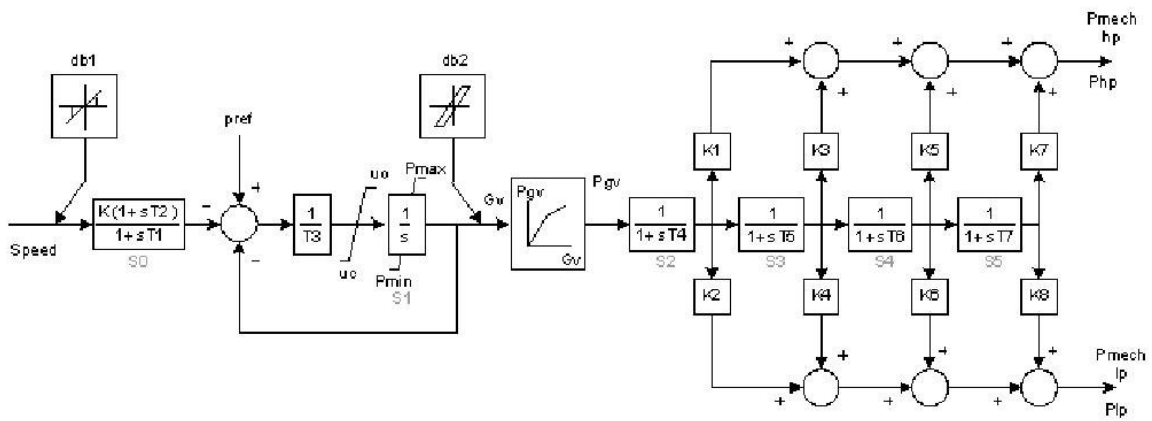 db1
db2
Pmech
hp
Php
pref
K1
K3
K5
K7
uo
Pmax
Gv
Pgv
Pgv
Gv
Speed
K(1+sT2)
1+sT1
S0
1
T3
uc
1
s
Pmin
S1
1
1+sT4
S2
1
1+sT5
S3
1
1+sT6
S4
1
1+sT7
S5
K2
K4
K6
K8
+
+
+
+
+
+
+
-
-
+
+
+
+
+
+
Pmech
lp
Plp